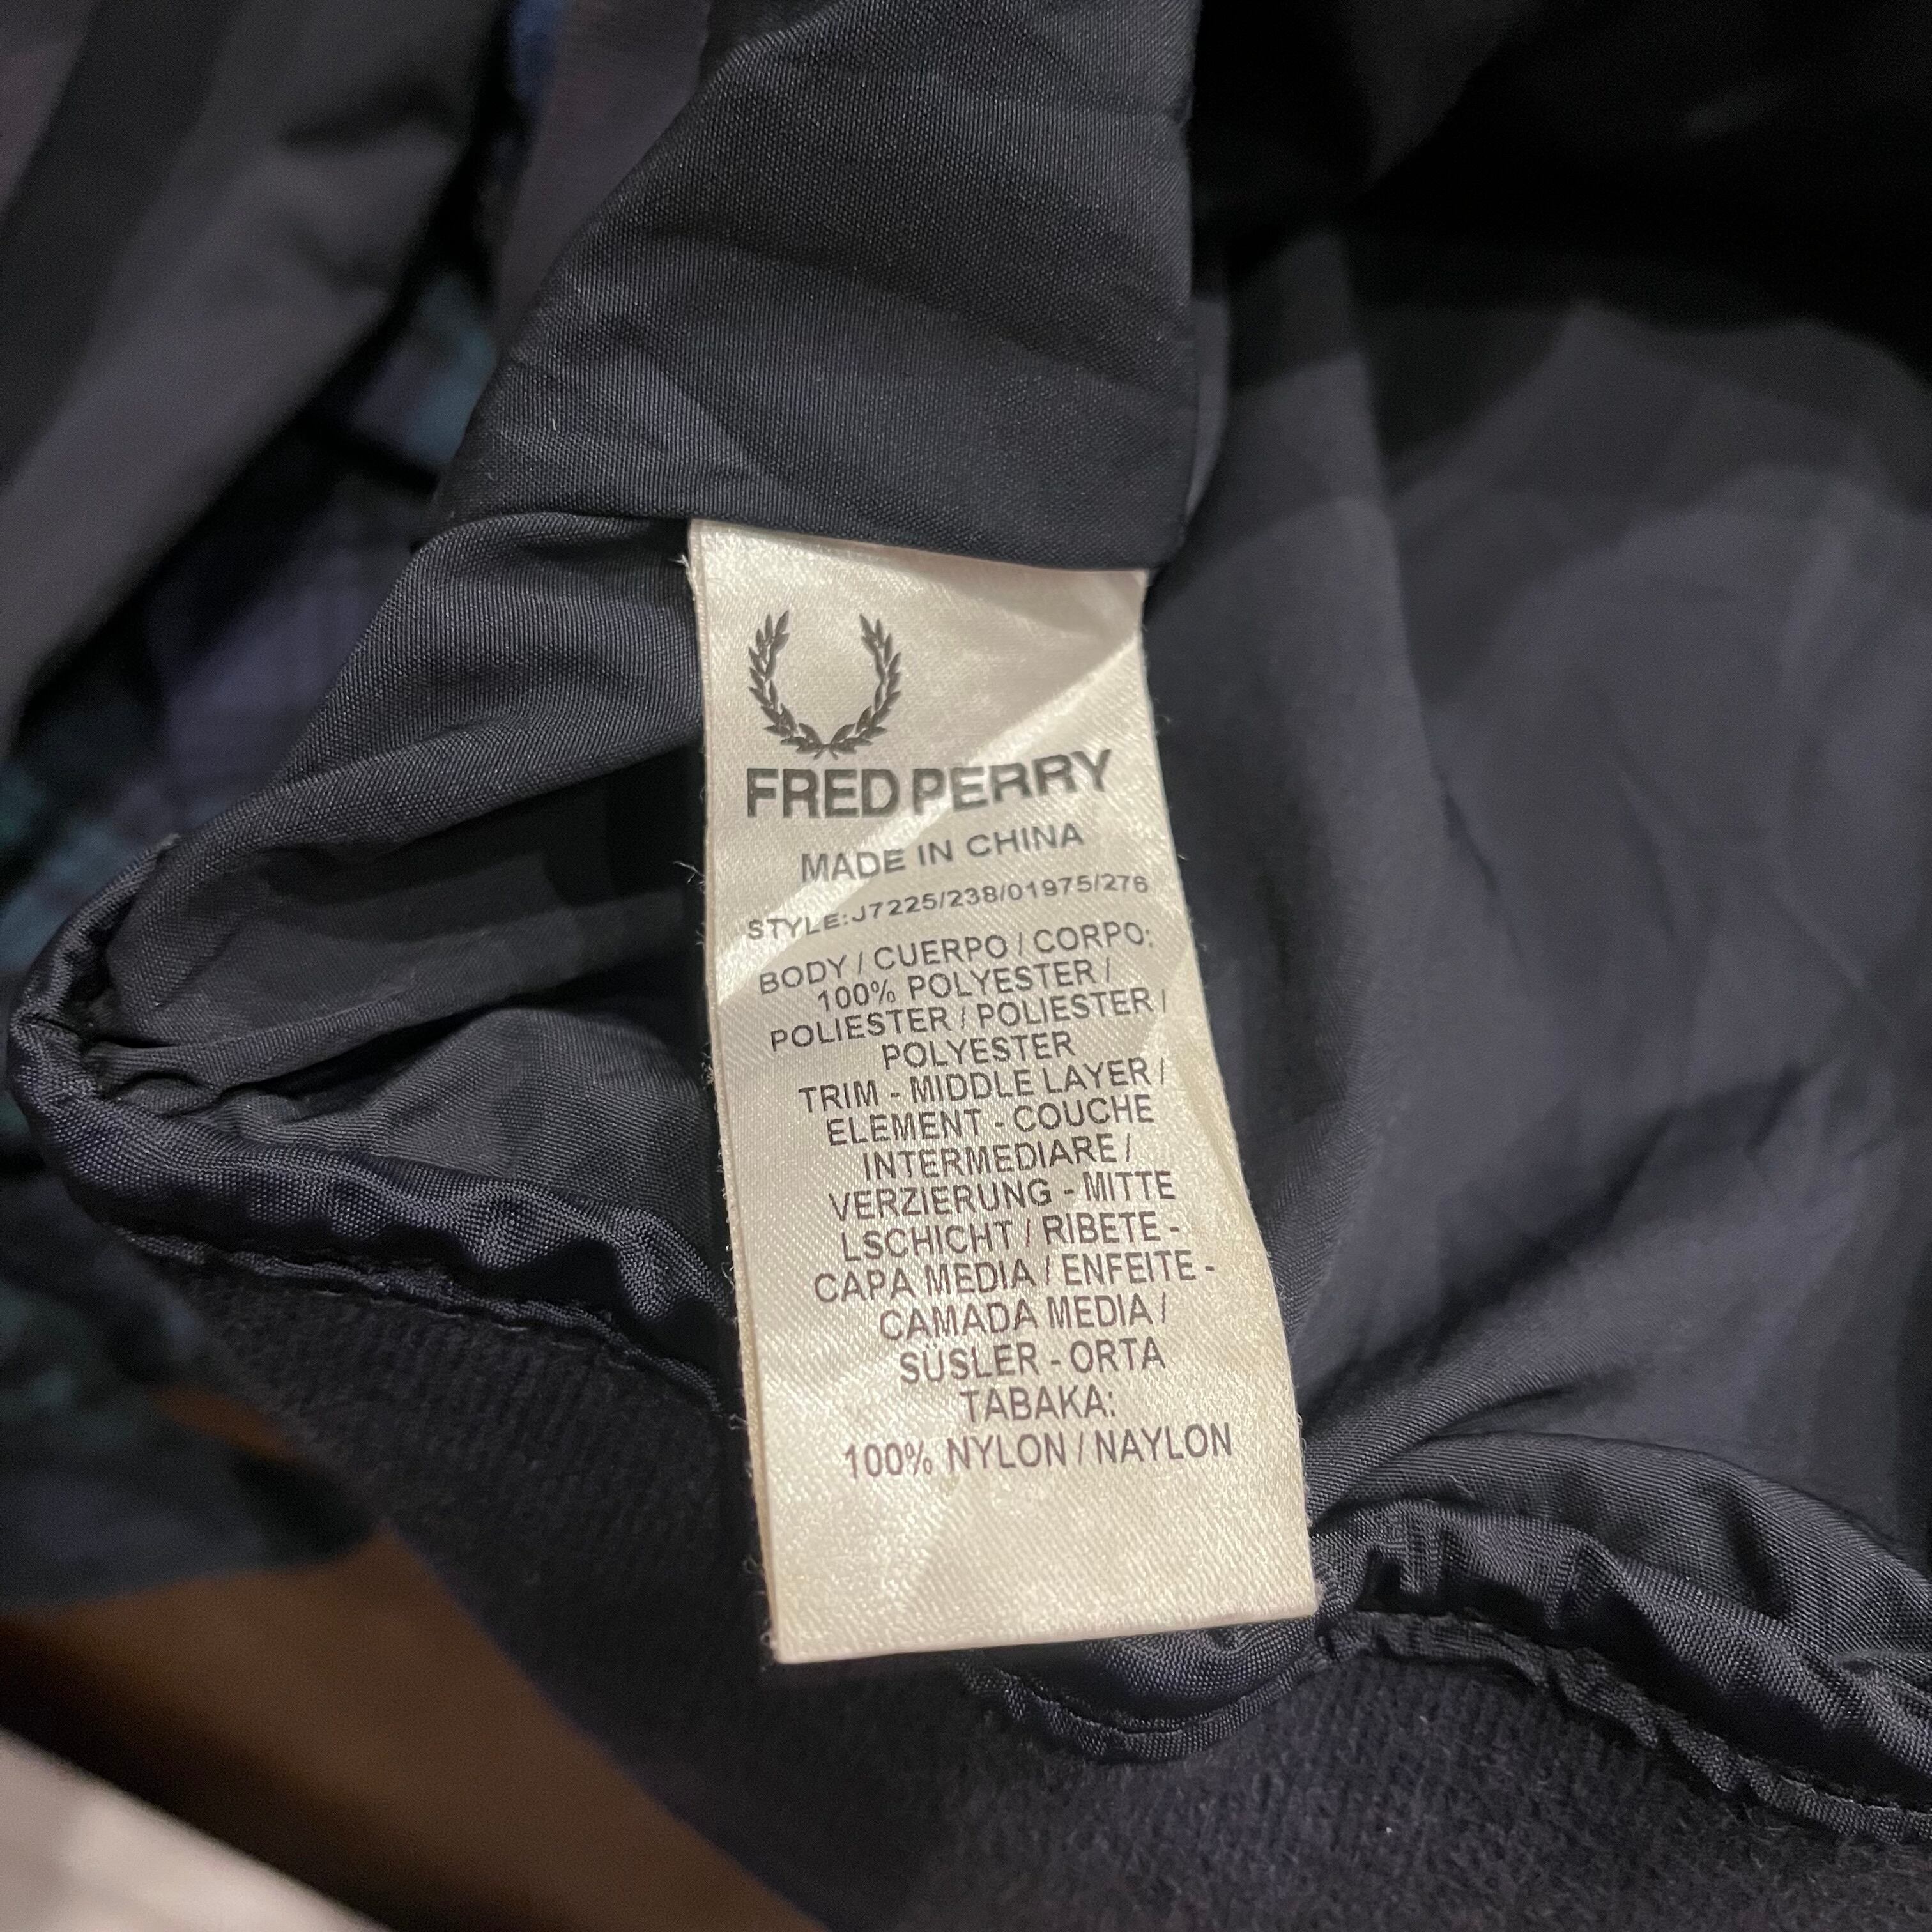 FRED PERRY
MADE IN CHINA
STYLE:J7225/238/01975/276
BODY / CUERPO / CORPO:
100% POLYESTER /
POLIESTER / POLIESTER /
POLYESTER
TRIM - MIDDLE LAYER /
ELEMENT - COUCHE
INTERMEDIARE /
VERZIERUNG - MITTE
LSCHICHT / RIBETE -
CAPA MEDIA / ENFEITE -
CAMADA MEDIA /
SÜSLER - ORTA
TABAKA:
100% NYLON / NAYLON